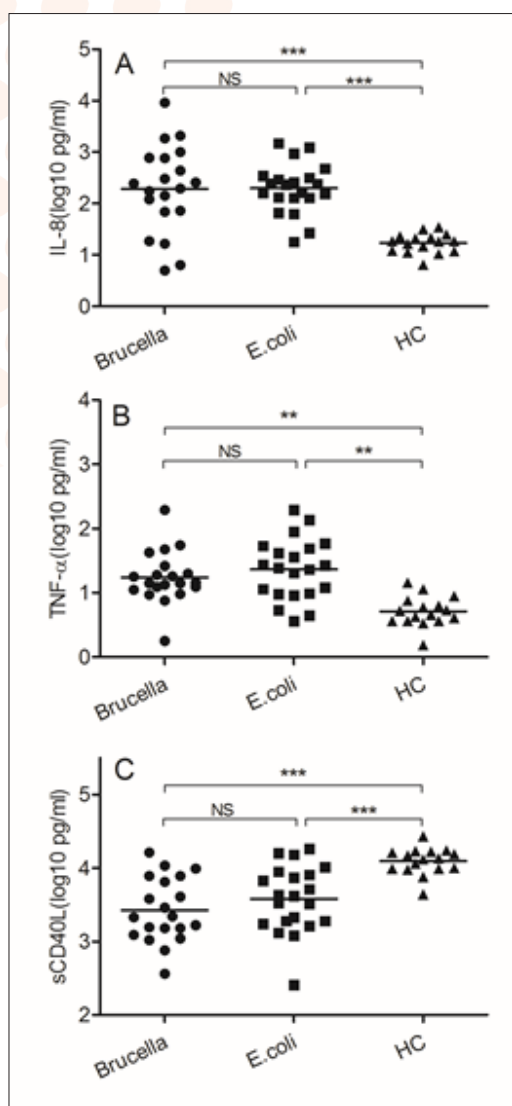 A
***
NS
***
IL-8(log10 pg/ml)
5
4
3
2
1
0
Brucella
E.coli
HC
B
**
NS
**
TNF-α(log10 pg/ml)
4
3
2
1
0
Brucella
E.coli
HC
C
***
NS
***
sCD40L(log10 pg/ml)
5
4
3
2
Brucella
E.coli
HC